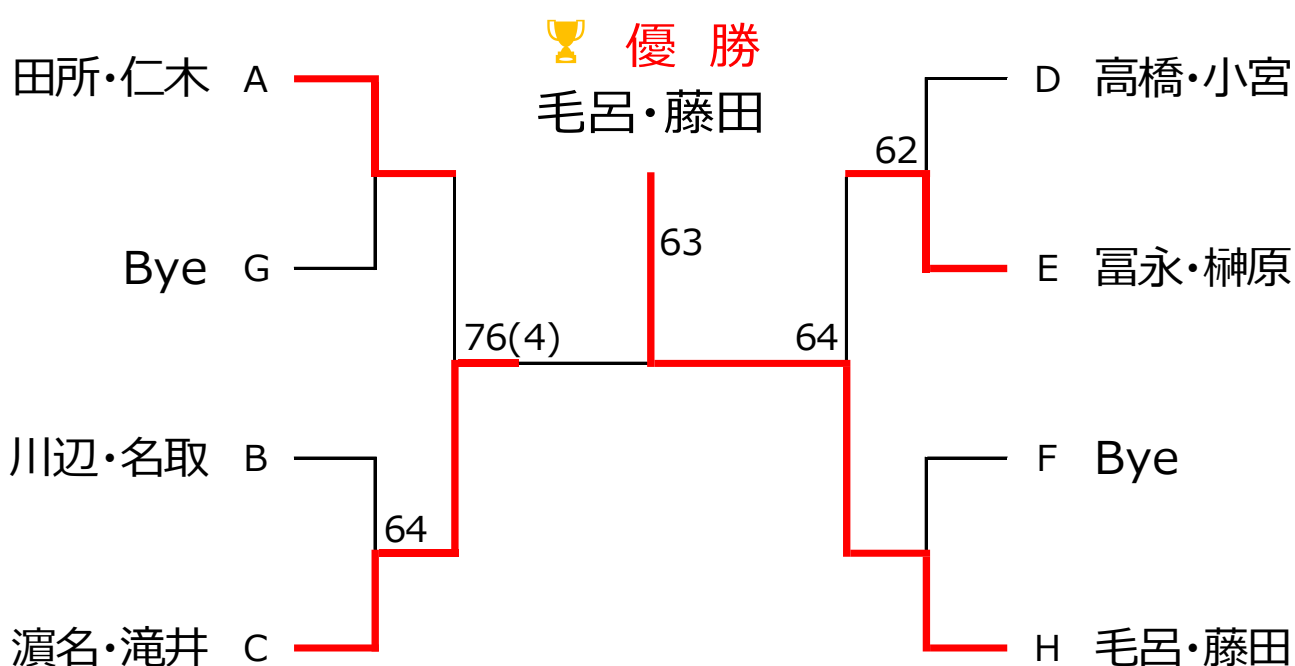 優 勝
毛呂・藤田
田所・仁木 A
D 高橋・小宮
62
63
Bye G
E 冨永・榊原
76(4)
64
川辺・名取 B
F Bye
64
濵名・滝井 C
H 毛呂・藤田